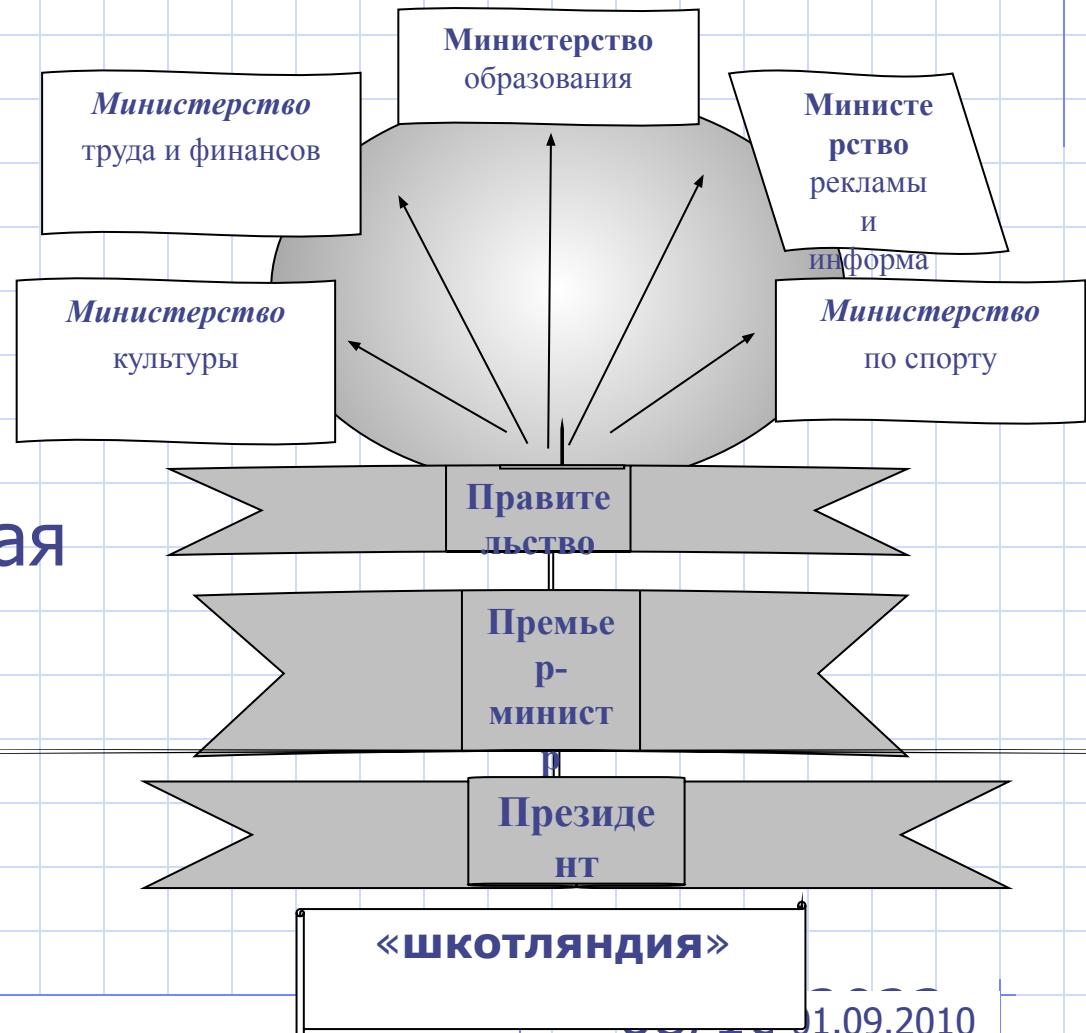 Министерство
образования
Министерство
труда и финансов
Министе
рство
рекламы
и
информа
Министерство
культуры
Министерство
по спорту
Правите
льство
ая
Премье
р-
минист
р
Президе
нт
«школяндия»
01.09.2010